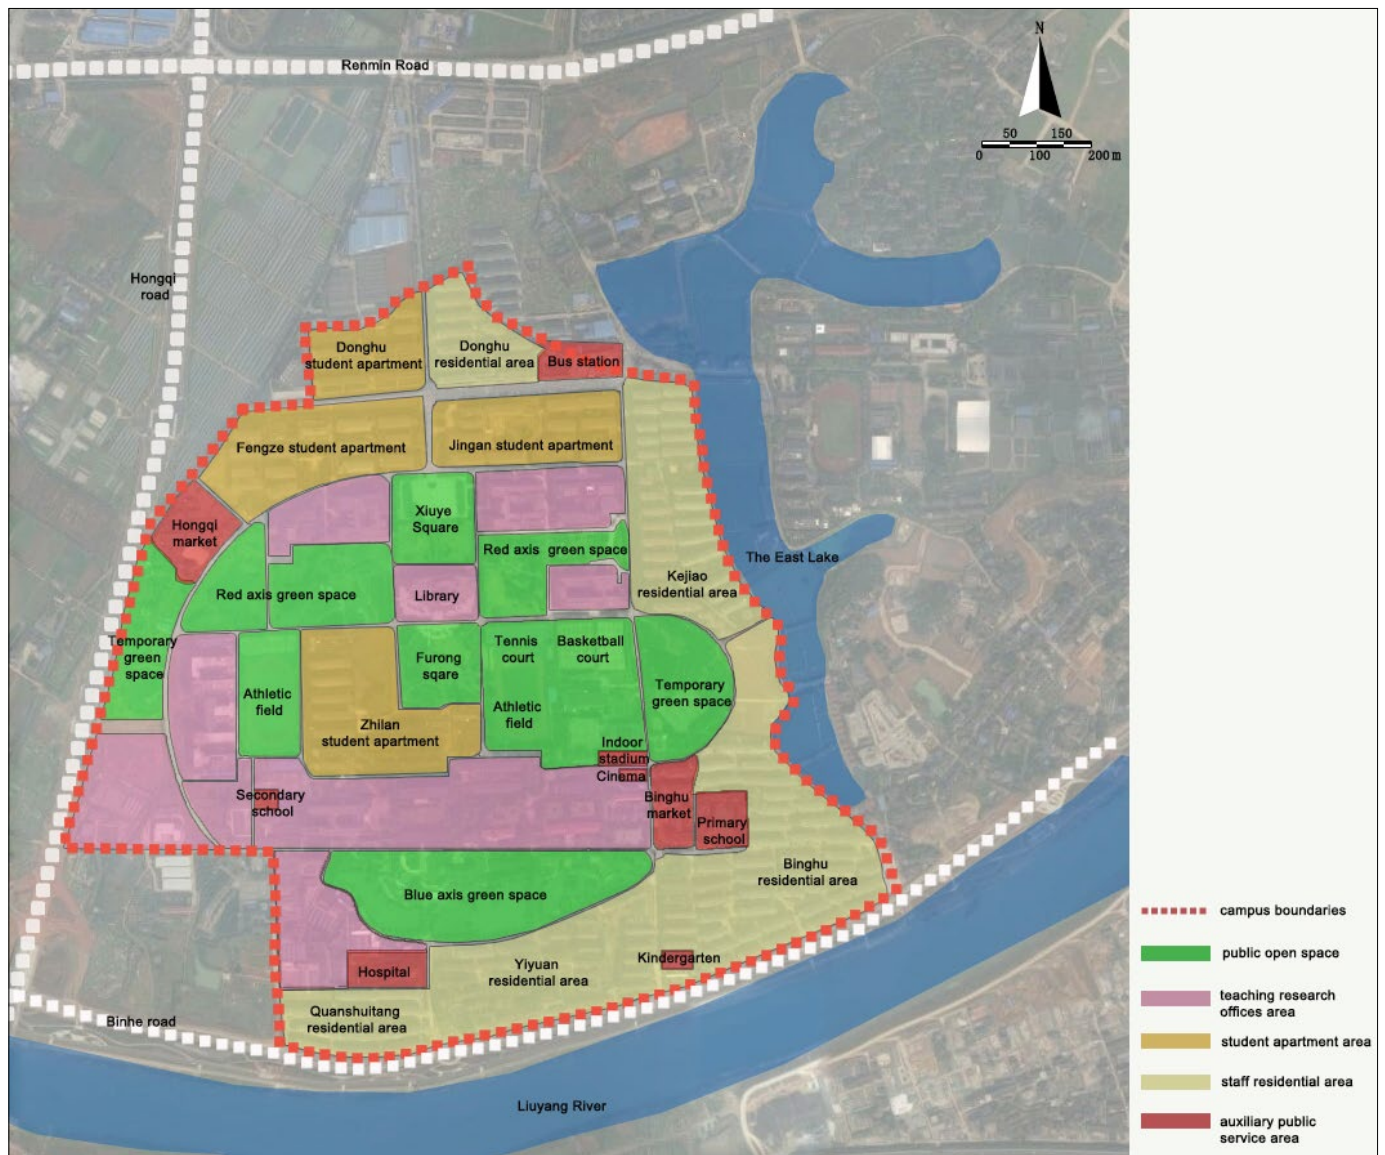 N
50 150
0 100 200 m
Renmin Road
Hongqi
road
Donghu
student apartment
Donghu
residential area
Bus station
Fengze student apartment
Jingan student apartment
Hongqi
market
Xiuye
Square
Red axis green space
The East Lake
Kejiao
residential area
Red axis green space
Library
Temporary
green
space
Athletic
field
Furong
sqare
Tennis
court
Basketball
court
Temporary
green space
Zhilan
student apartment
Athletic
field
Indoor
stadium
Cinema
Secondary
school
Binghu
market
Primary
school
Binghu
residential area
Blue axis green space
Hospital
Yiyuan
residential area
Kindergarten
Quanshuitang
residential area
Binhe road
Liuyang River
campus boundaries
public open space
teaching research
offices area
student apartment area
staff residential area
auxiliary public
service area